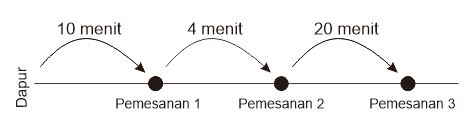 10 menit 4 menit 20 menit
Dapur
Pemesanan 1 Pemesanan 2 Pemesanan 3